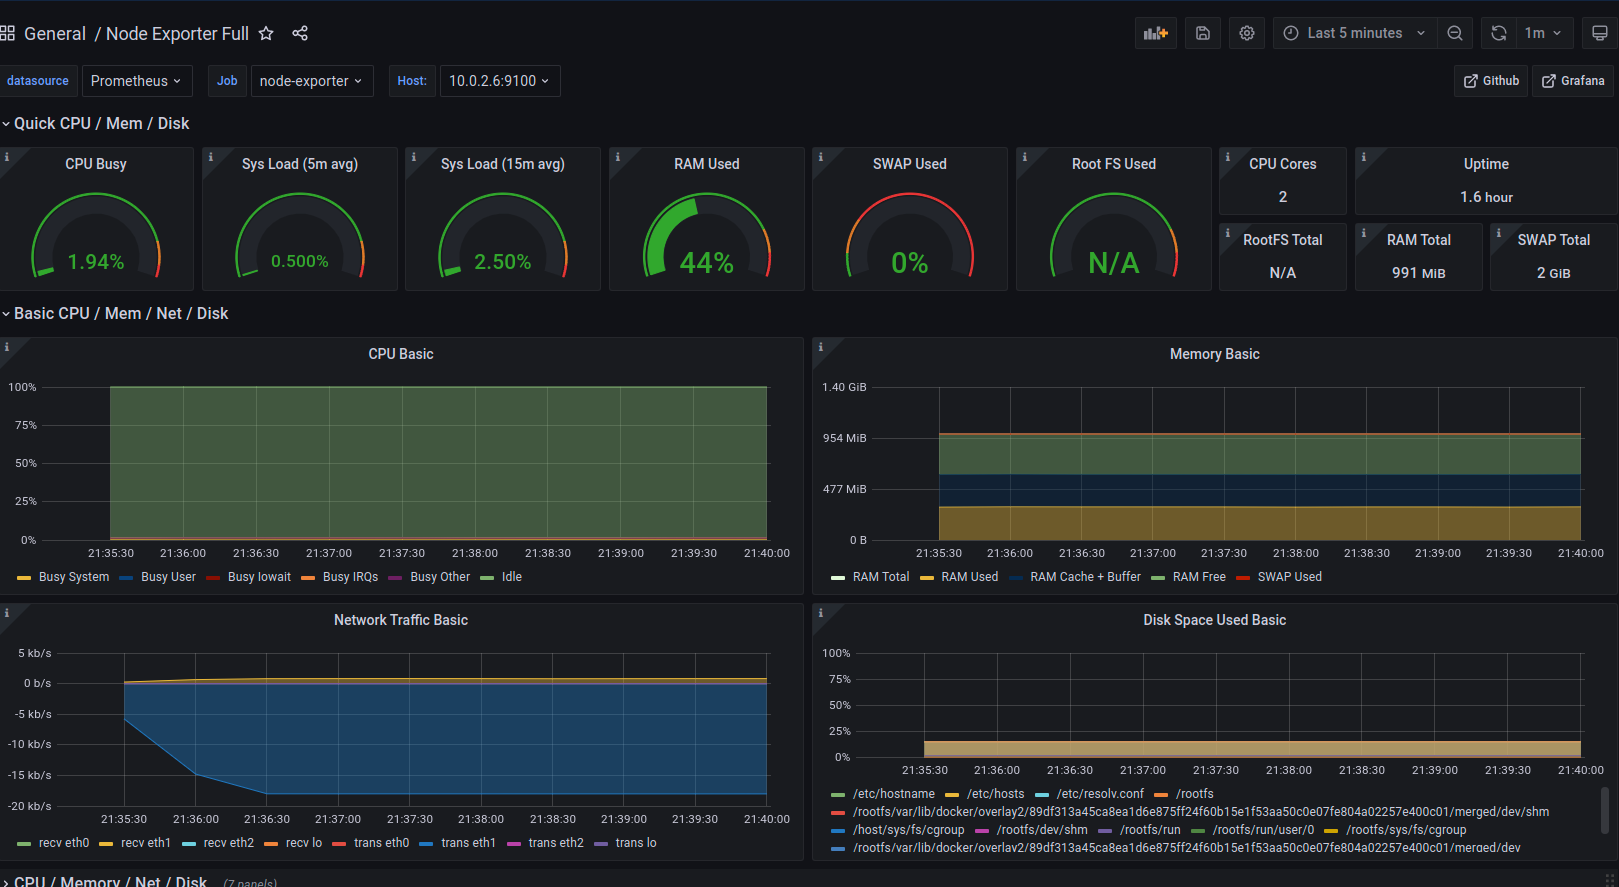 General / Node Exporter Full
Last 5 minutes
1m
datasource Prometheus Job node-exporter Host: 10.0.2.6:9100 Github Grafana
Quick CPU / Mem / Disk
CPU Busy
1.94%
Sys Load (5m avg)
0.500%
Sys Load (15m avg)
2.50%
RAM Used
44%
SWAP Used
0%
Root FS Used
N/A
CPU Cores
2
Uptime
1.6 hour
RootFS Total
N/A
RAM Total
991 MiB
SWAP Total
2 GiB
Basic CPU / Mem / Net / Disk
CPU Basic
100%
75%
50%
25%
0%
21:35:30 21:36:00 21:36:30 21:37:00 21:37:30 21:38:00 21:38:30 21:39:00 21:39:30 21:40:00
Busy System Busy User Busy Iowait Busy IRQs Busy Other Idle
Memory Basic
1.40 GiB
954 MiB
477 MiB
0 B
21:35:30 21:36:00 21:36:30 21:37:00 21:37:30 21:38:00 21:38:30 21:39:00 21:39:30 21:40:00
RAM Total RAM Used RAM Cache + Buffer RAM Free SWAP Used
Network Traffic Basic
5 kb/s
0 b/s
-5 kb/s
-10 kb/s
-15 kb/s
-20 kb/s
21:35:30 21:36:00 21:36:30 21:37:00 21:37:30 21:38:00 21:38:30 21:39:00 21:39:30 21:40:00
recv eth0 recv eth1 recv eth2 recv lo trans eth0 trans eth1 trans eth2 trans lo
Disk Space Used Basic
100%
75%
50%
25%
0%
21:35:30 21:36:00 21:36:30 21:37:00 21:37:30 21:38:00 21:38:30 21:39:00 21:39:30 21:40:00
/etc/hostname /etc/hosts /etc/resolv.conf /rootfs
/rootfs/var/lib/docker/overlay2/89df313a45ca8ea1d6e875ff24f60b15e1f53aa50c0e07fe804a02257e400c01/merged/dev/shm
/host/sys/fs/cgroup /rootfs/dev/shm /rootfs/run /rootfs/run/user/0 /rootfs/sys/fs/cgroup
/rootfs/var/lib/docker/overlay2/89df313a45ca8ea1d6e875ff24f60b15e1f53aa50c0e07fe804a02257e400c01/merged/dev
CPU / Memory / Net / Disk (7 panels)